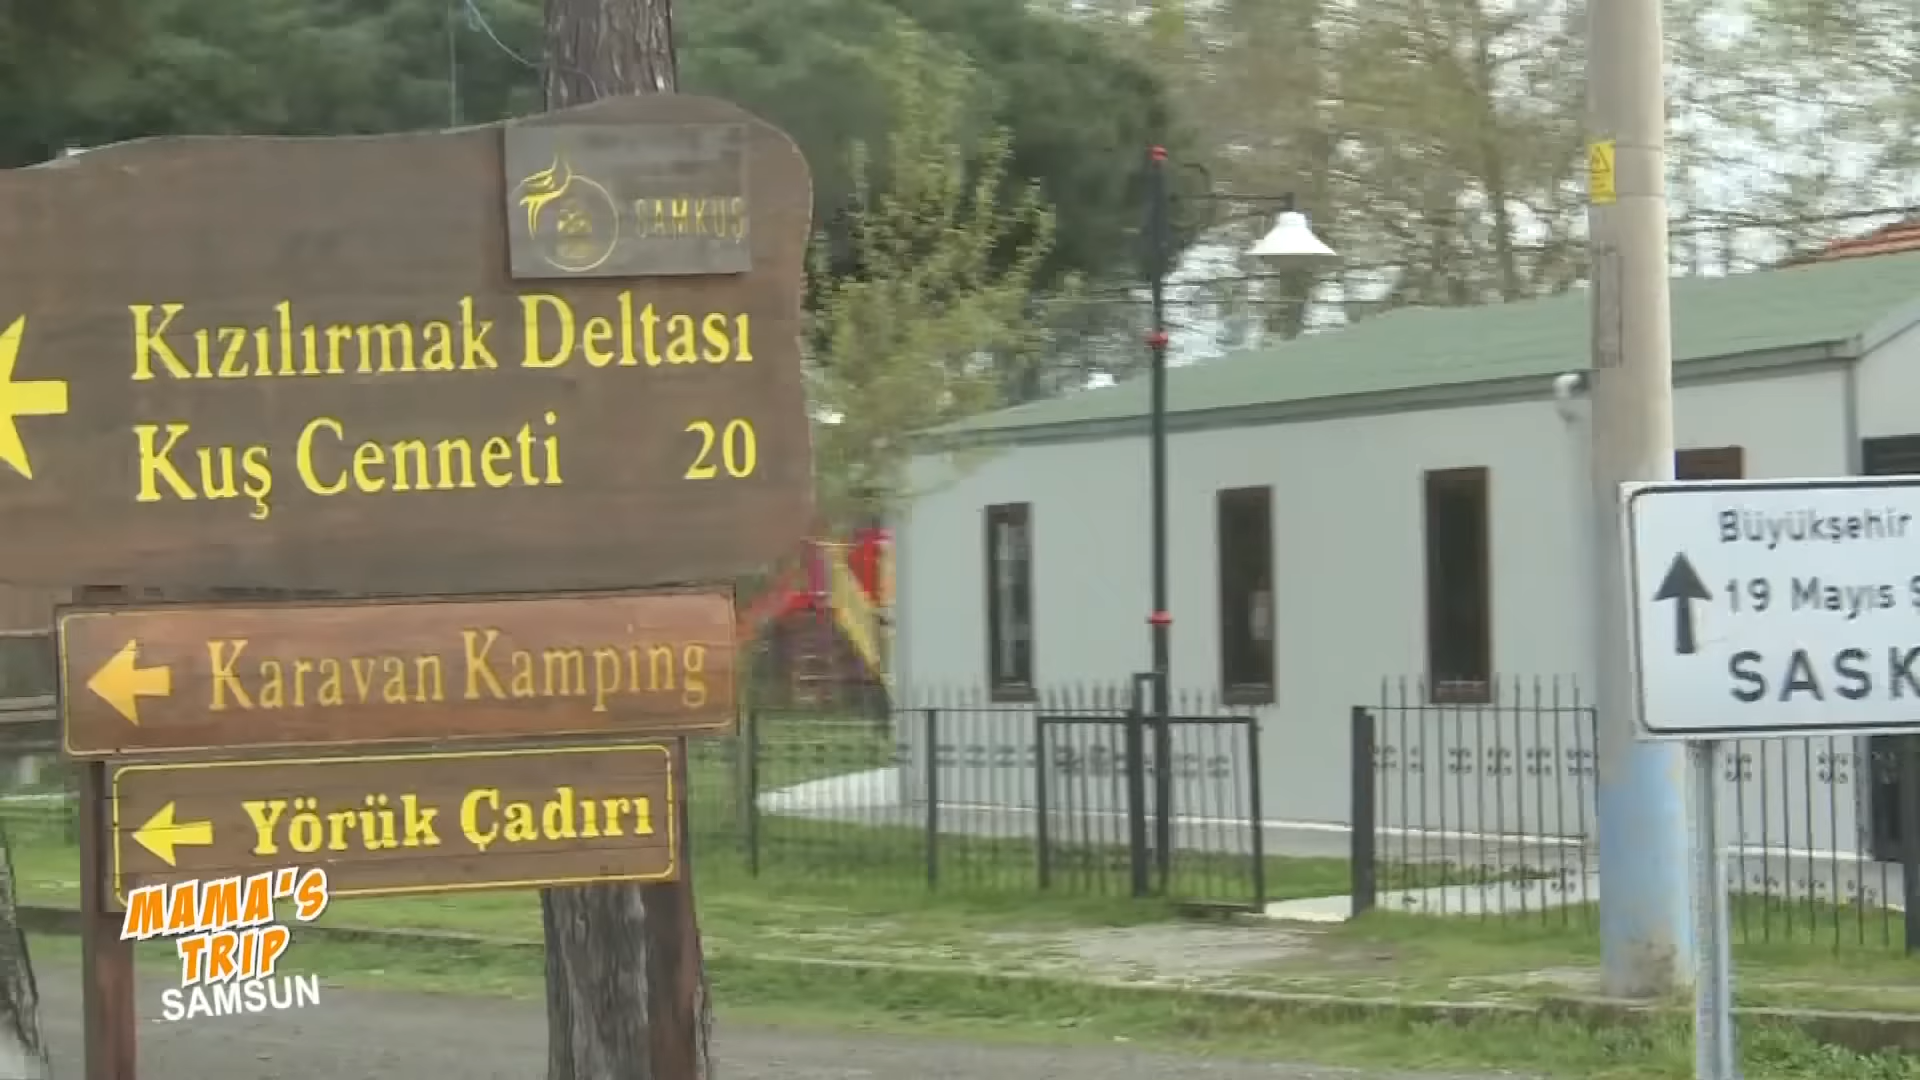 SAMKUŞ
Kızılırmak Deltası
Kuş Cenneti 20
Karavan Kamping
Yörük Çadırı
MAMA'S
TRIP
SAMSUN
Büyükşehir
19 Mayıs
SASK